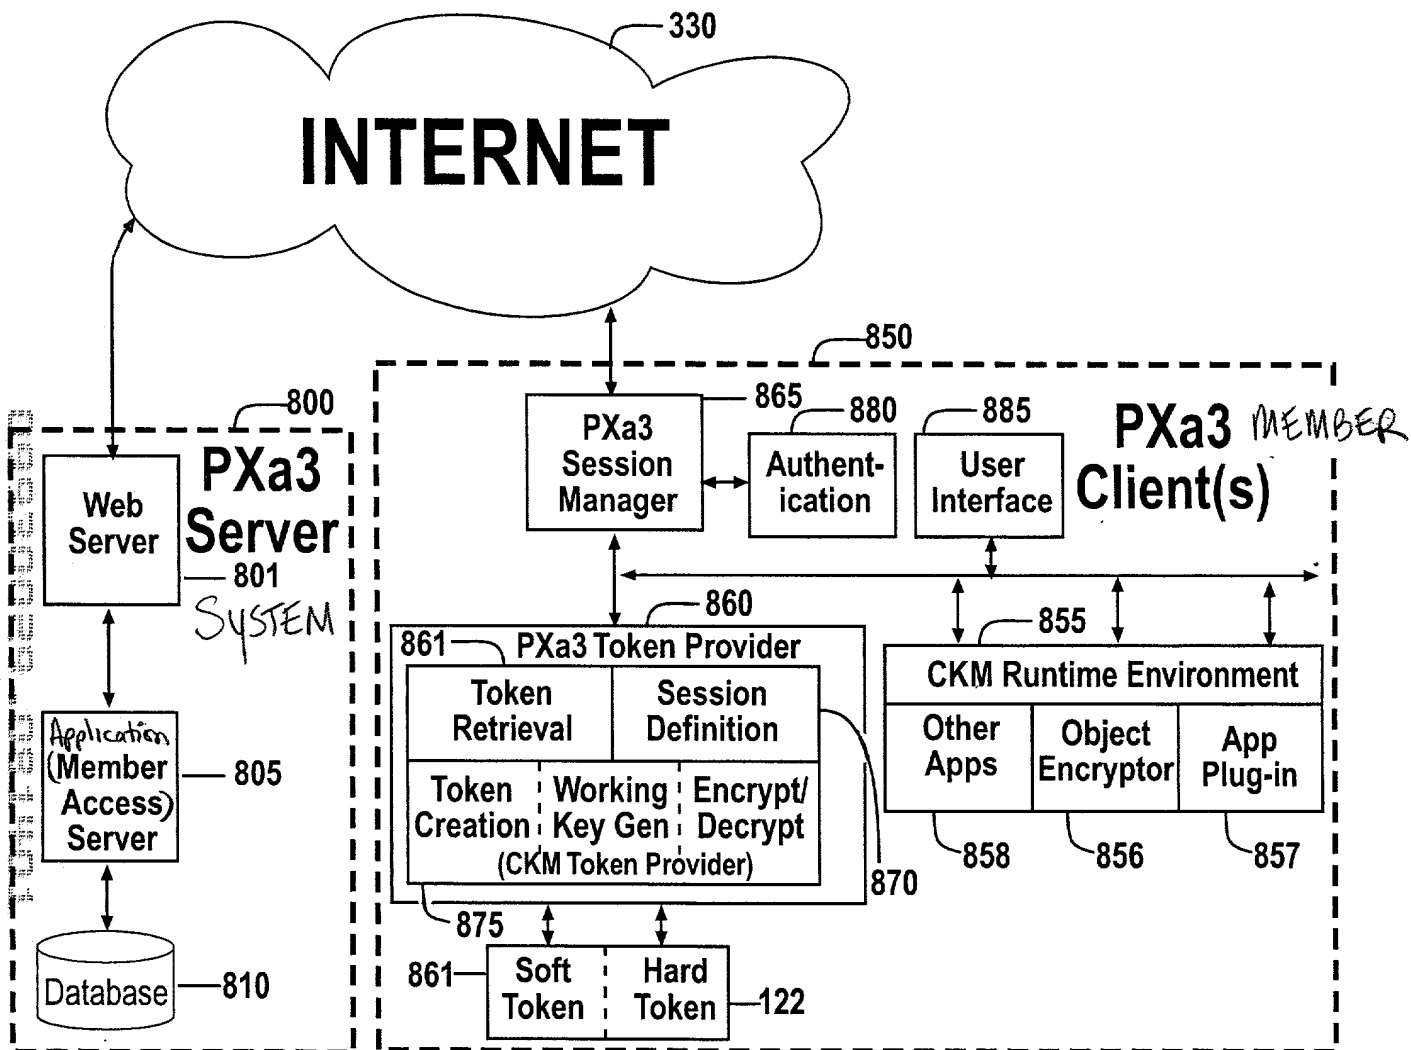 330
INTERNET
850
800
PXa3
Server
Web
Server
801
SYSTEM
Application
(Member
Access)
Server
805
Database
810
PXa3
Session
Manager
865
880
Authent-
ication
885
User
Interface
PXa3 MEMBER
Client(s)
860
861
PXa3 Token Provider
Token
Retrieval
Session
Definition
Token
Creation
Working
Key Gen
Encrypt/
Decrypt
(CKM Token Provider)
870
875
861
Soft
Token
Hard
Token
122
855
CKM Runtime Environment
Other
Apps
Object
Encryptor
App
Plug-in
858
856
857